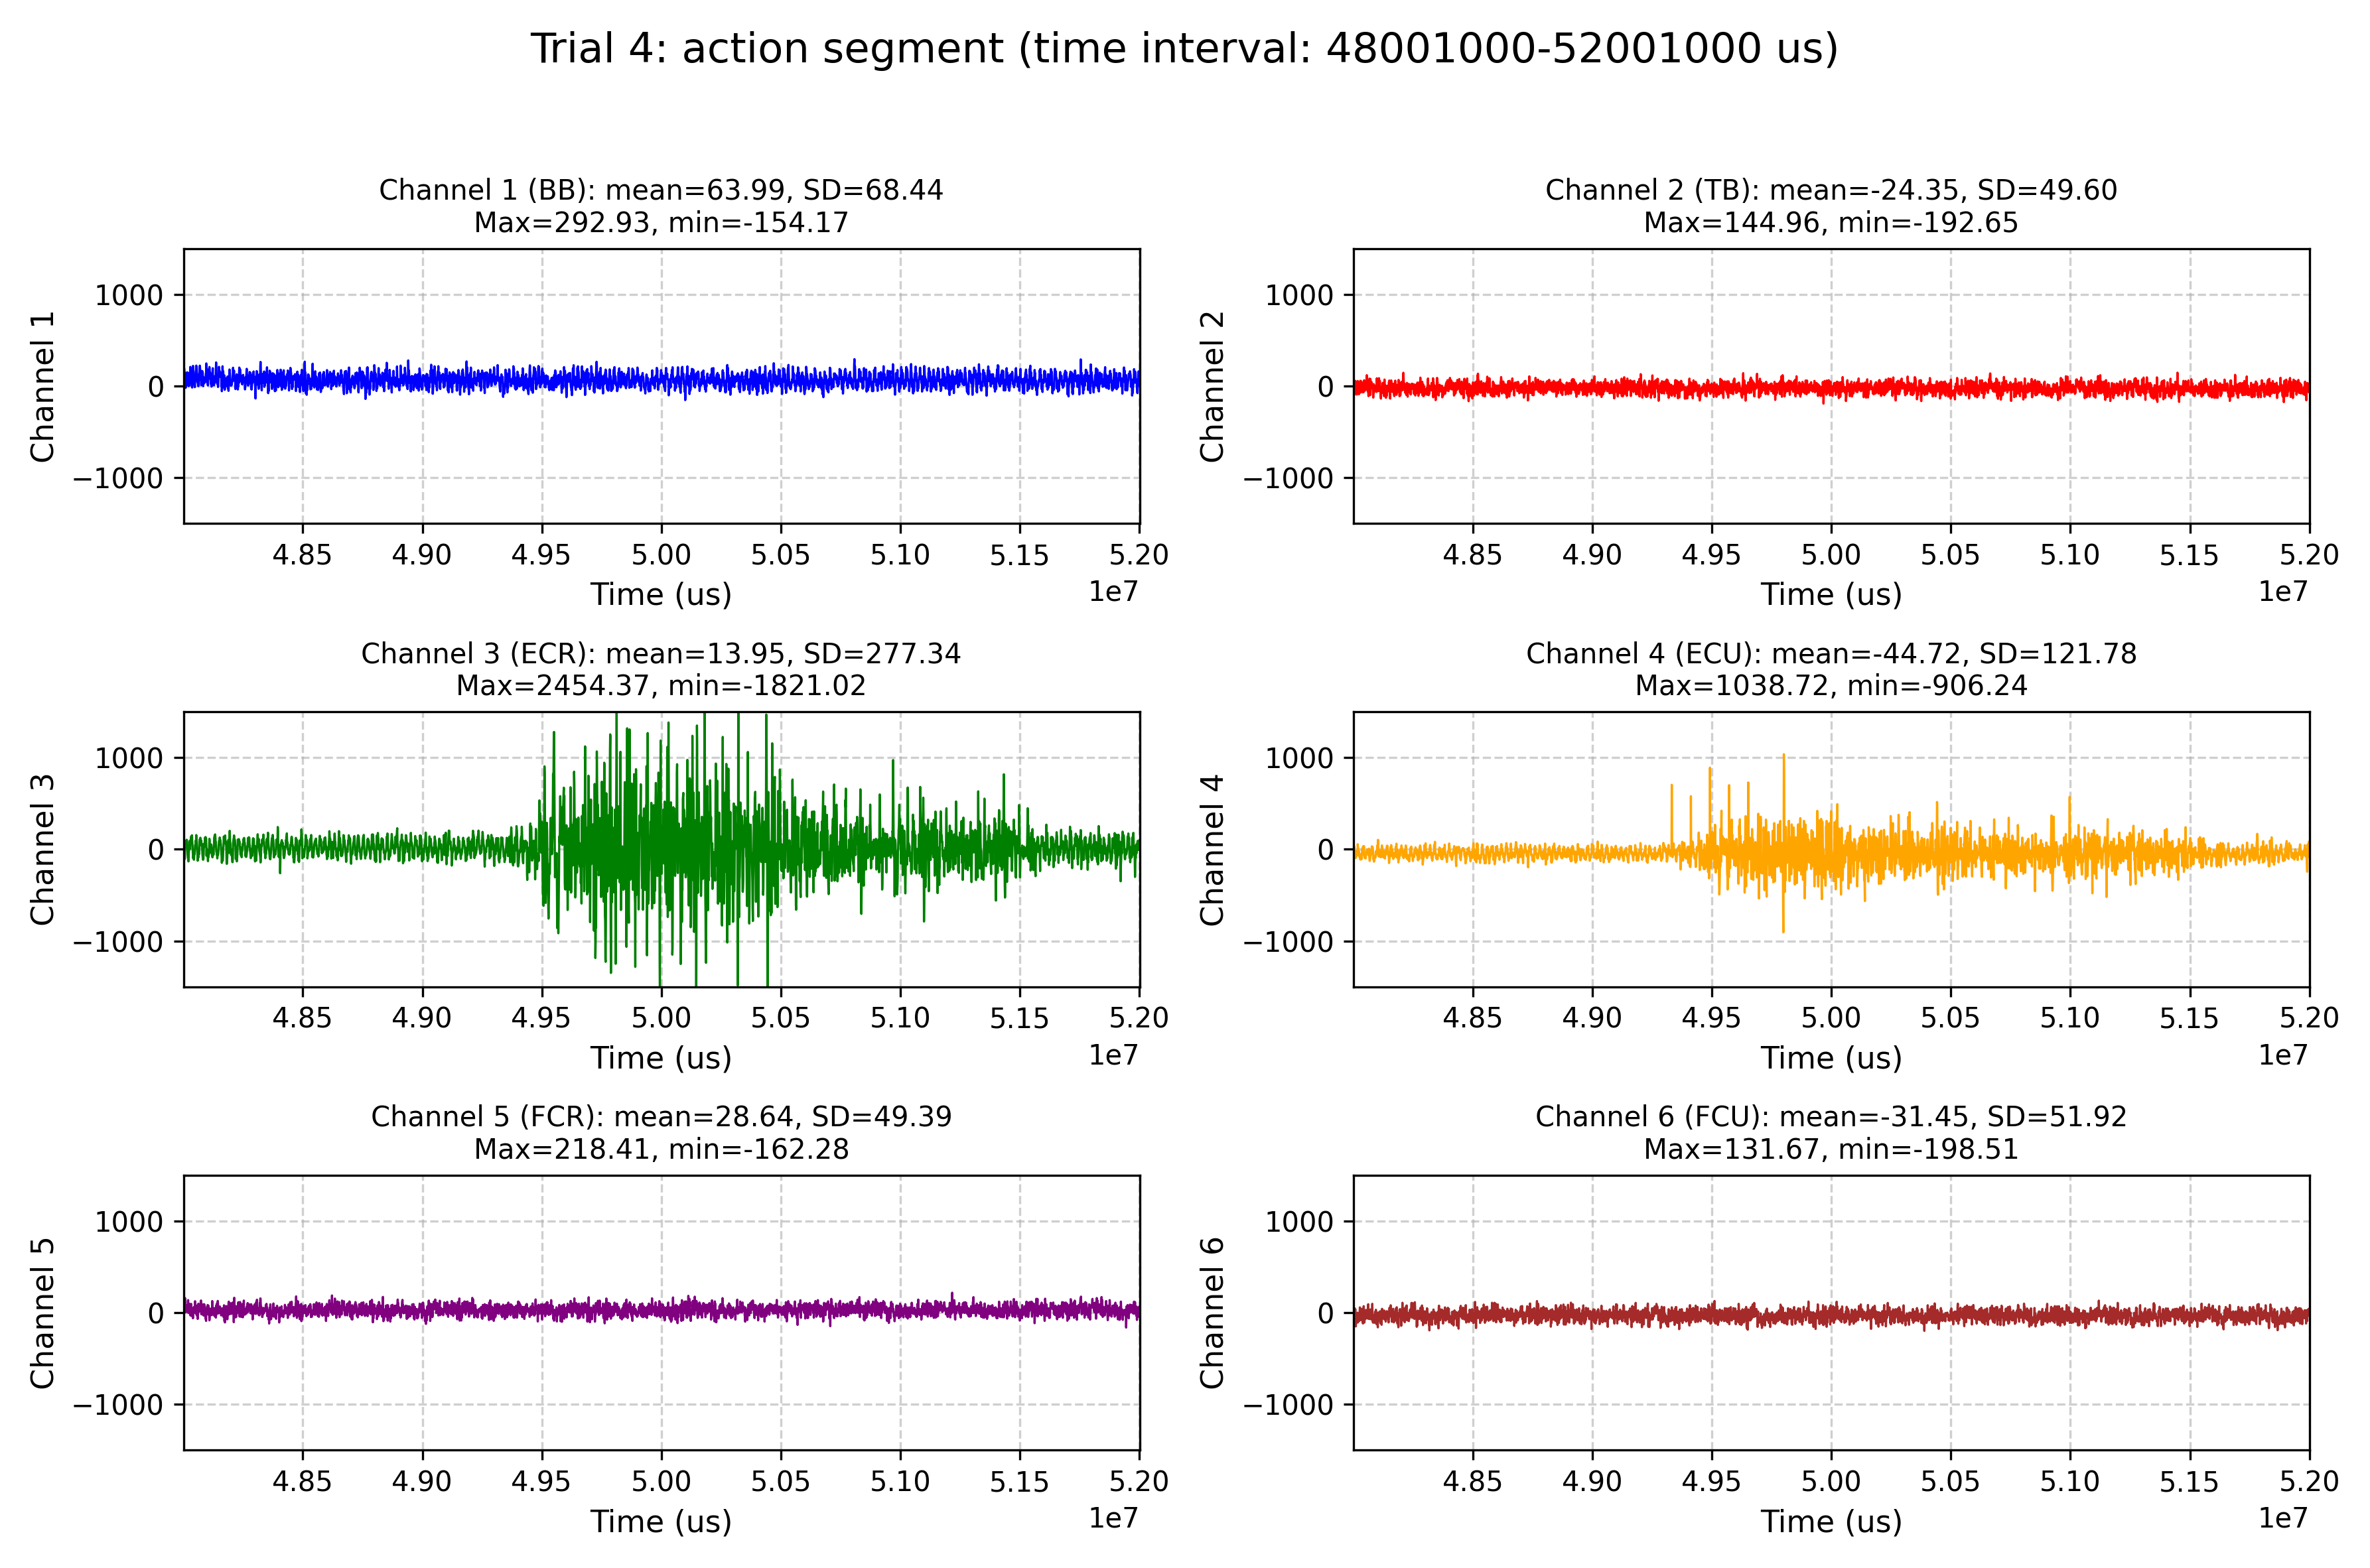 Trial 4: action segment (time interval: 48001000-52001000 us)
Channel 1 (BB): mean=63.99, SD=68.44
Max=292.93, min=-154.17
1000
0
−1000
Channel 1
4.85 4.90 4.95 5.00 5.05 5.10 5.15 5.20
1e7
Time (us)
Channel 2 (TB): mean=-24.35, SD=49.60
Max=144.96, min=-192.65
1000
0
−1000
Channel 2
4.85 4.90 4.95 5.00 5.05 5.10 5.15 5.20
1e7
Time (us)
Channel 3 (ECR): mean=13.95, SD=277.34
Max=2454.37, min=-1821.02
1000
0
−1000
Channel 3
4.85 4.90 4.95 5.00 5.05 5.10 5.15 5.20
1e7
Time (us)
Channel 4 (ECU): mean=-44.72, SD=121.78
Max=1038.72, min=-906.24
1000
0
−1000
Channel 4
4.85 4.90 4.95 5.00 5.05 5.10 5.15 5.20
1e7
Time (us)
Channel 5 (FCR): mean=28.64, SD=49.39
Max=218.41, min=-162.28
1000
0
−1000
Channel 5
4.85 4.90 4.95 5.00 5.05 5.10 5.15 5.20
1e7
Time (us)
Channel 6 (FCU): mean=-31.45, SD=51.92
Max=131.67, min=-198.51
1000
0
−1000
Channel 6
4.85 4.90 4.95 5.00 5.05 5.10 5.15 5.20
1e7
Time (us)